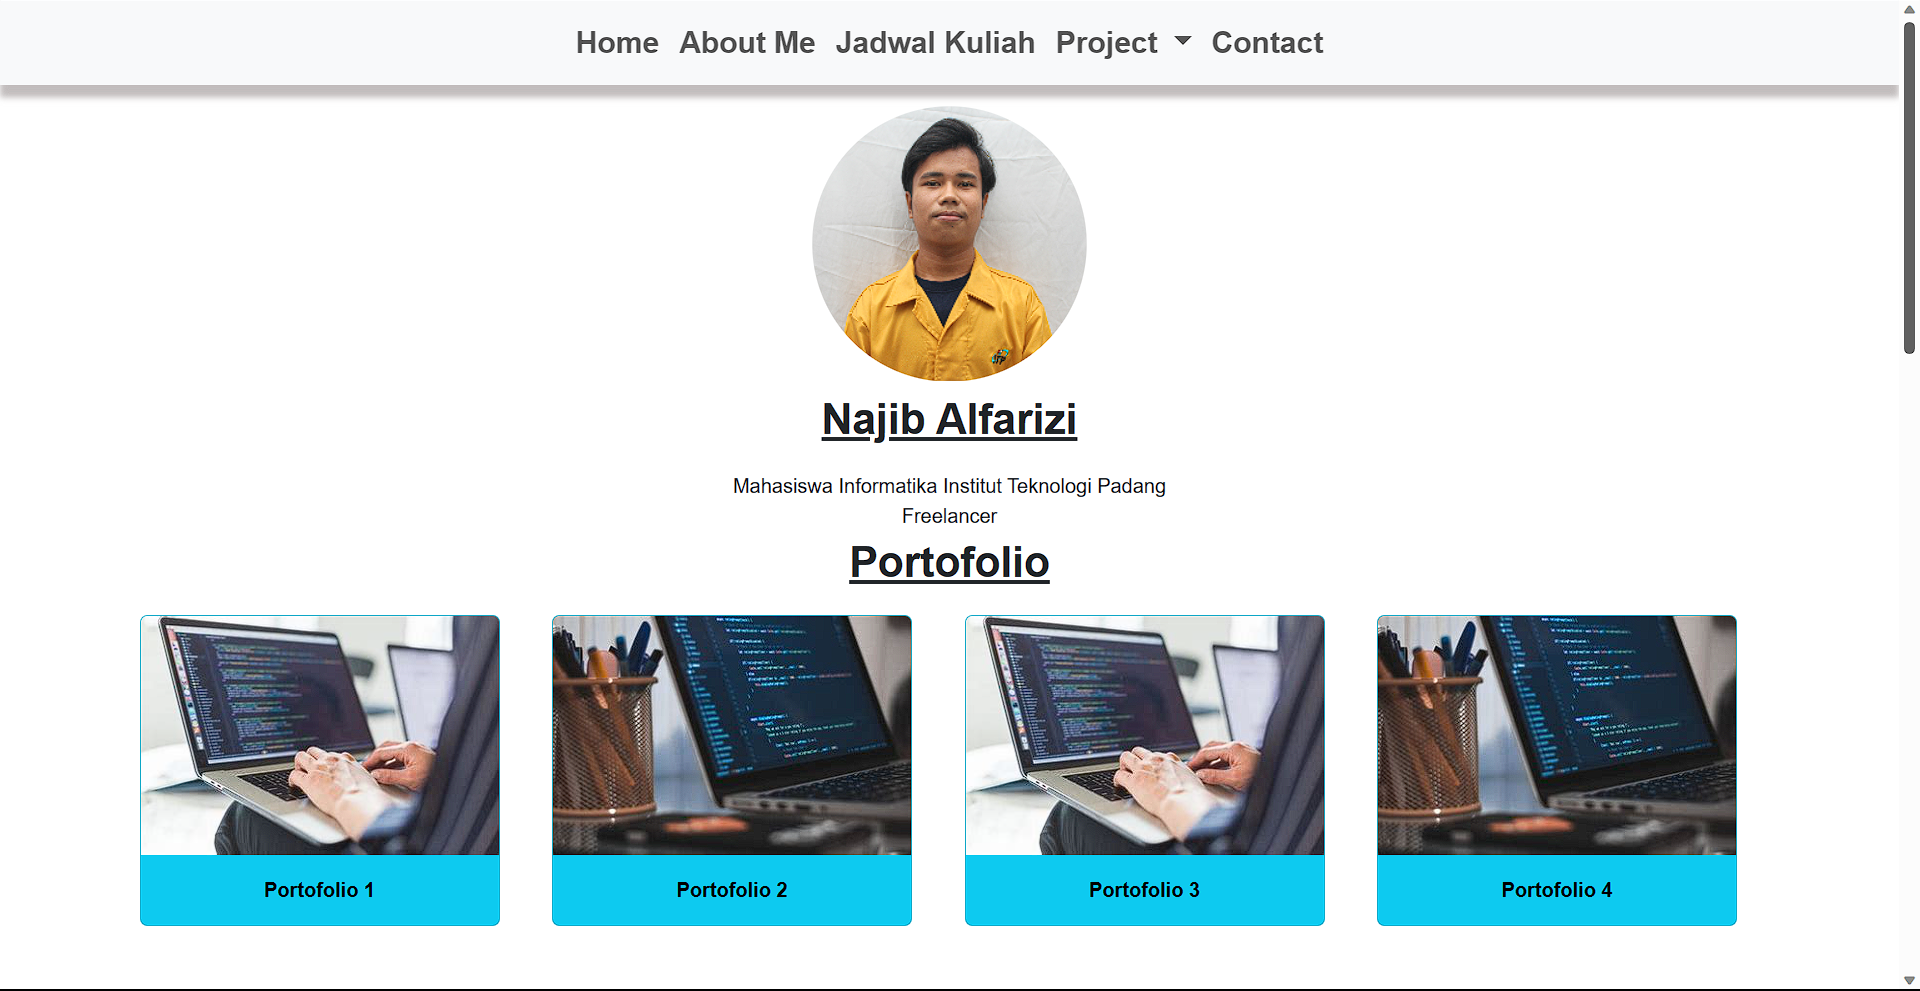 Home About Me Jadwal Kuliah Project Contact
Najib Alfarizi
Mahasiswa Informatika Institut Teknologi Padang
Freelancer
Portofolio
Portofolio 1
Portofolio 2
Portofolio 3
Portofolio 4